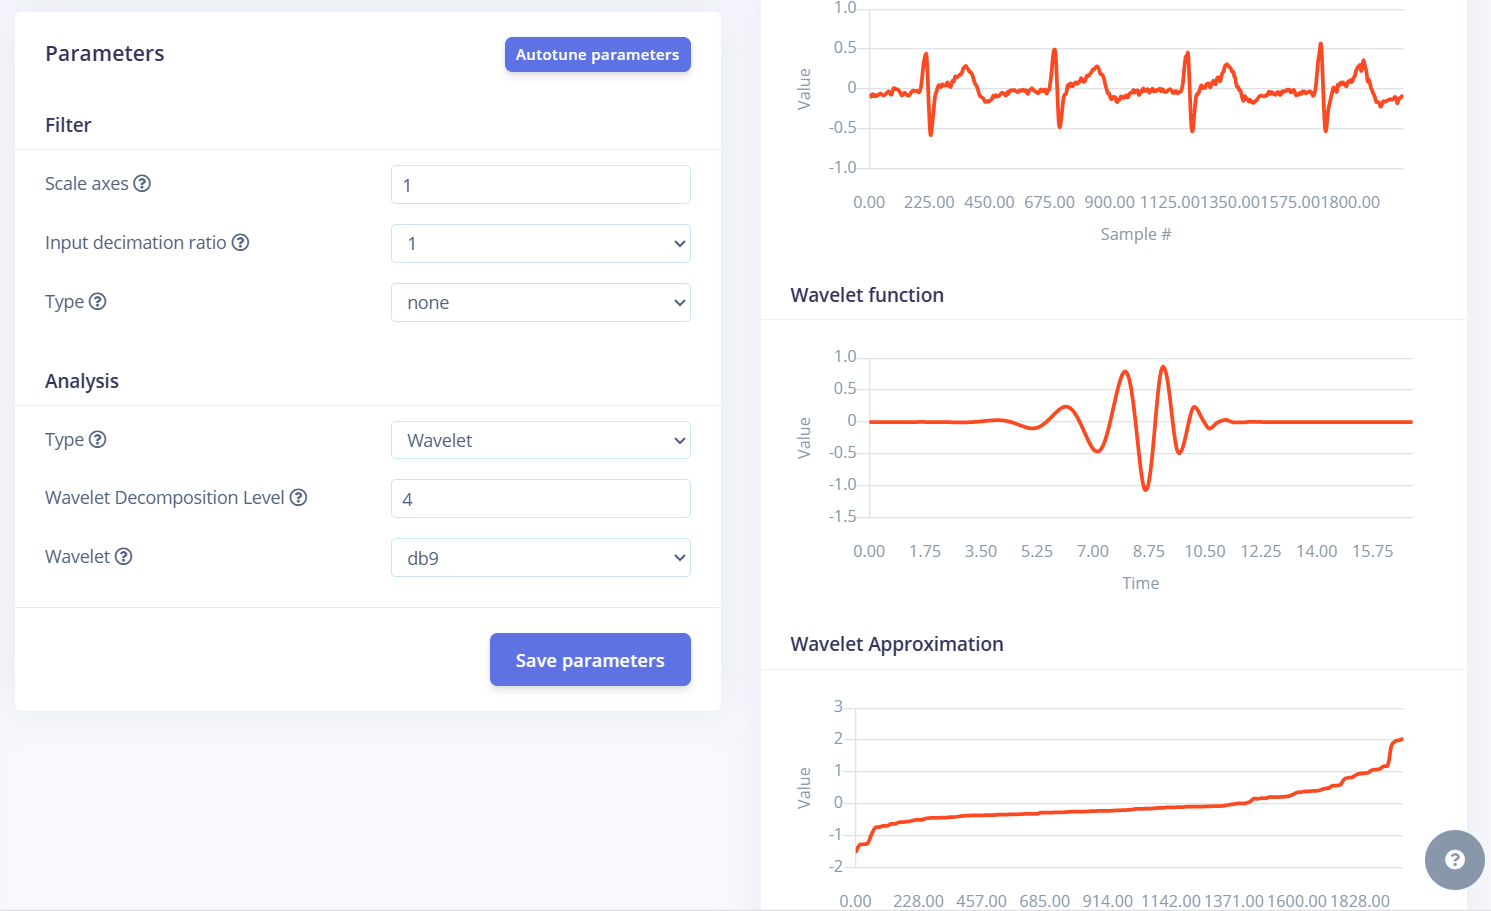 Parameters
Autotune parameters
Filter
Scale axes
1
Input decimation ratio
1
Type
none
Analysis
Type
Wavelet
Wavelet Decomposition Level
4
Wavelet
db9
Save parameters
1.0
0.5
0
-0.5
-1.0
Value
0.00 225.00 450.00 675.00 900.00 1125.00 1350.00 1575.00 1800.00
Sample #
Wavelet function
1.0
0.5
0
-0.5
-1.0
-1.5
Value
0.00 1.75 3.50 5.25 7.00 8.75 10.50 12.25 14.00 15.75
Time
Wavelet Approximation
3
2
1
0
-1
-2
Value
0.00 228.00 457.00 685.00 914.00 1142.00 1371.00 1600.00 1828.00
?